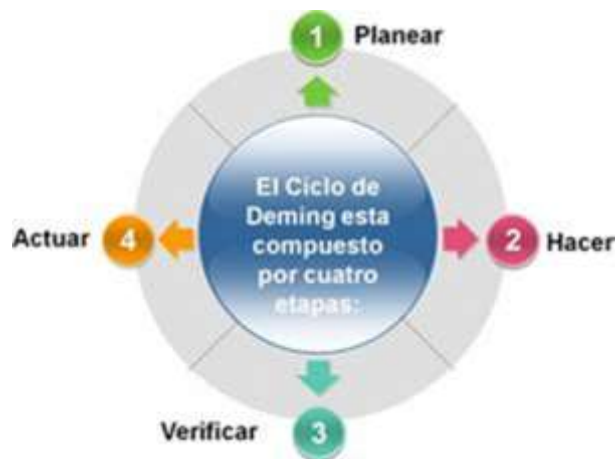 1 Planear
El Ciclo de
Deming esta
compuesto
por cuatro
etapas:
Actuar 4
2 Hacer
Verificar 3